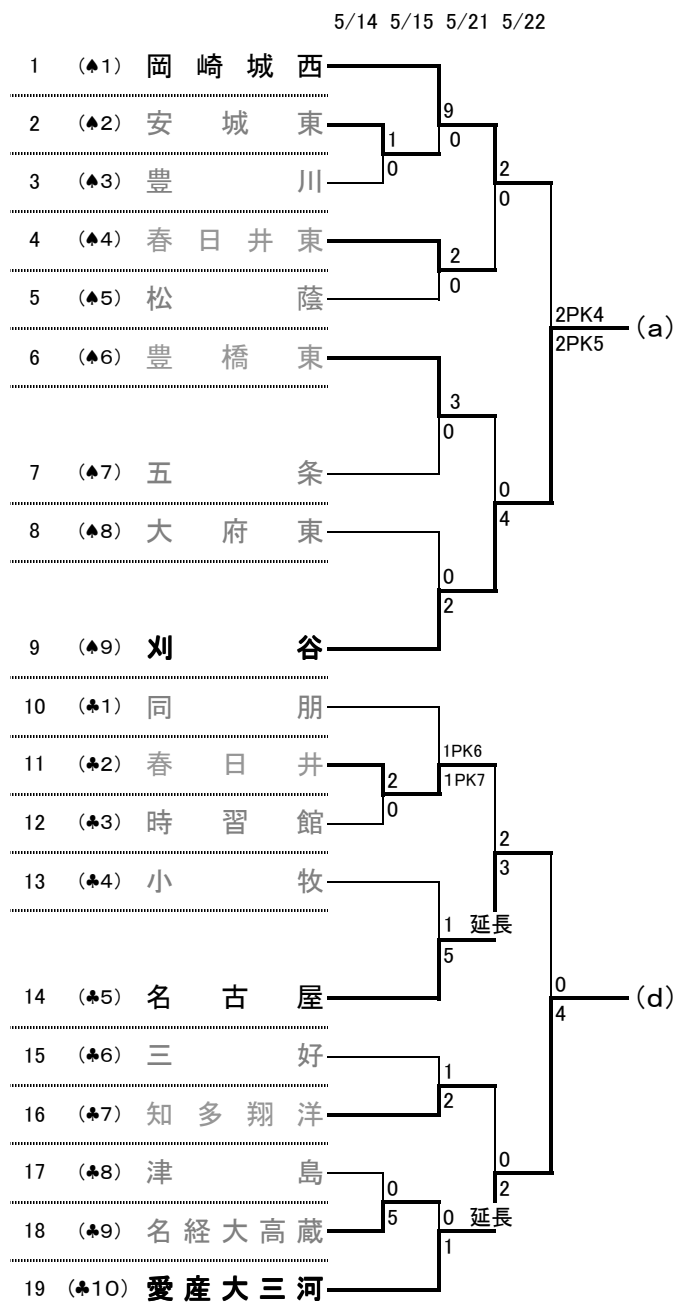 5/14 5/15 5/21 5/22
1 (♠1) 岡崎城西
9
2 (♠2) 安城東
1
0
2
3 (♠3) 豊川
0
0
4 (♠4) 春日井東
2
5 (♠5) 松蔭
0
2PK4
(a)
6 (♠6) 豊橋東
2PK5
3
0
7 (♠7) 五条
0
8 (♠8) 大府東
4
0
2
9 (♠9) 刈谷
10 (♣1) 同朋
1PK6
11 (♣2) 春日井
2
1PK7
12 (♣3) 時習館
0
2
3
13 (♣4) 小牧
1 延長
5
0
14 (♣5) 名古屋
(d)
4
15 (♣6) 三好
1
16 (♣7) 知多翔洋
2
17 (♣8) 津島
0
0
2
18 (♣9) 名経大高蔵
5
0 延長
1
19 (♣10) 愛産大三河